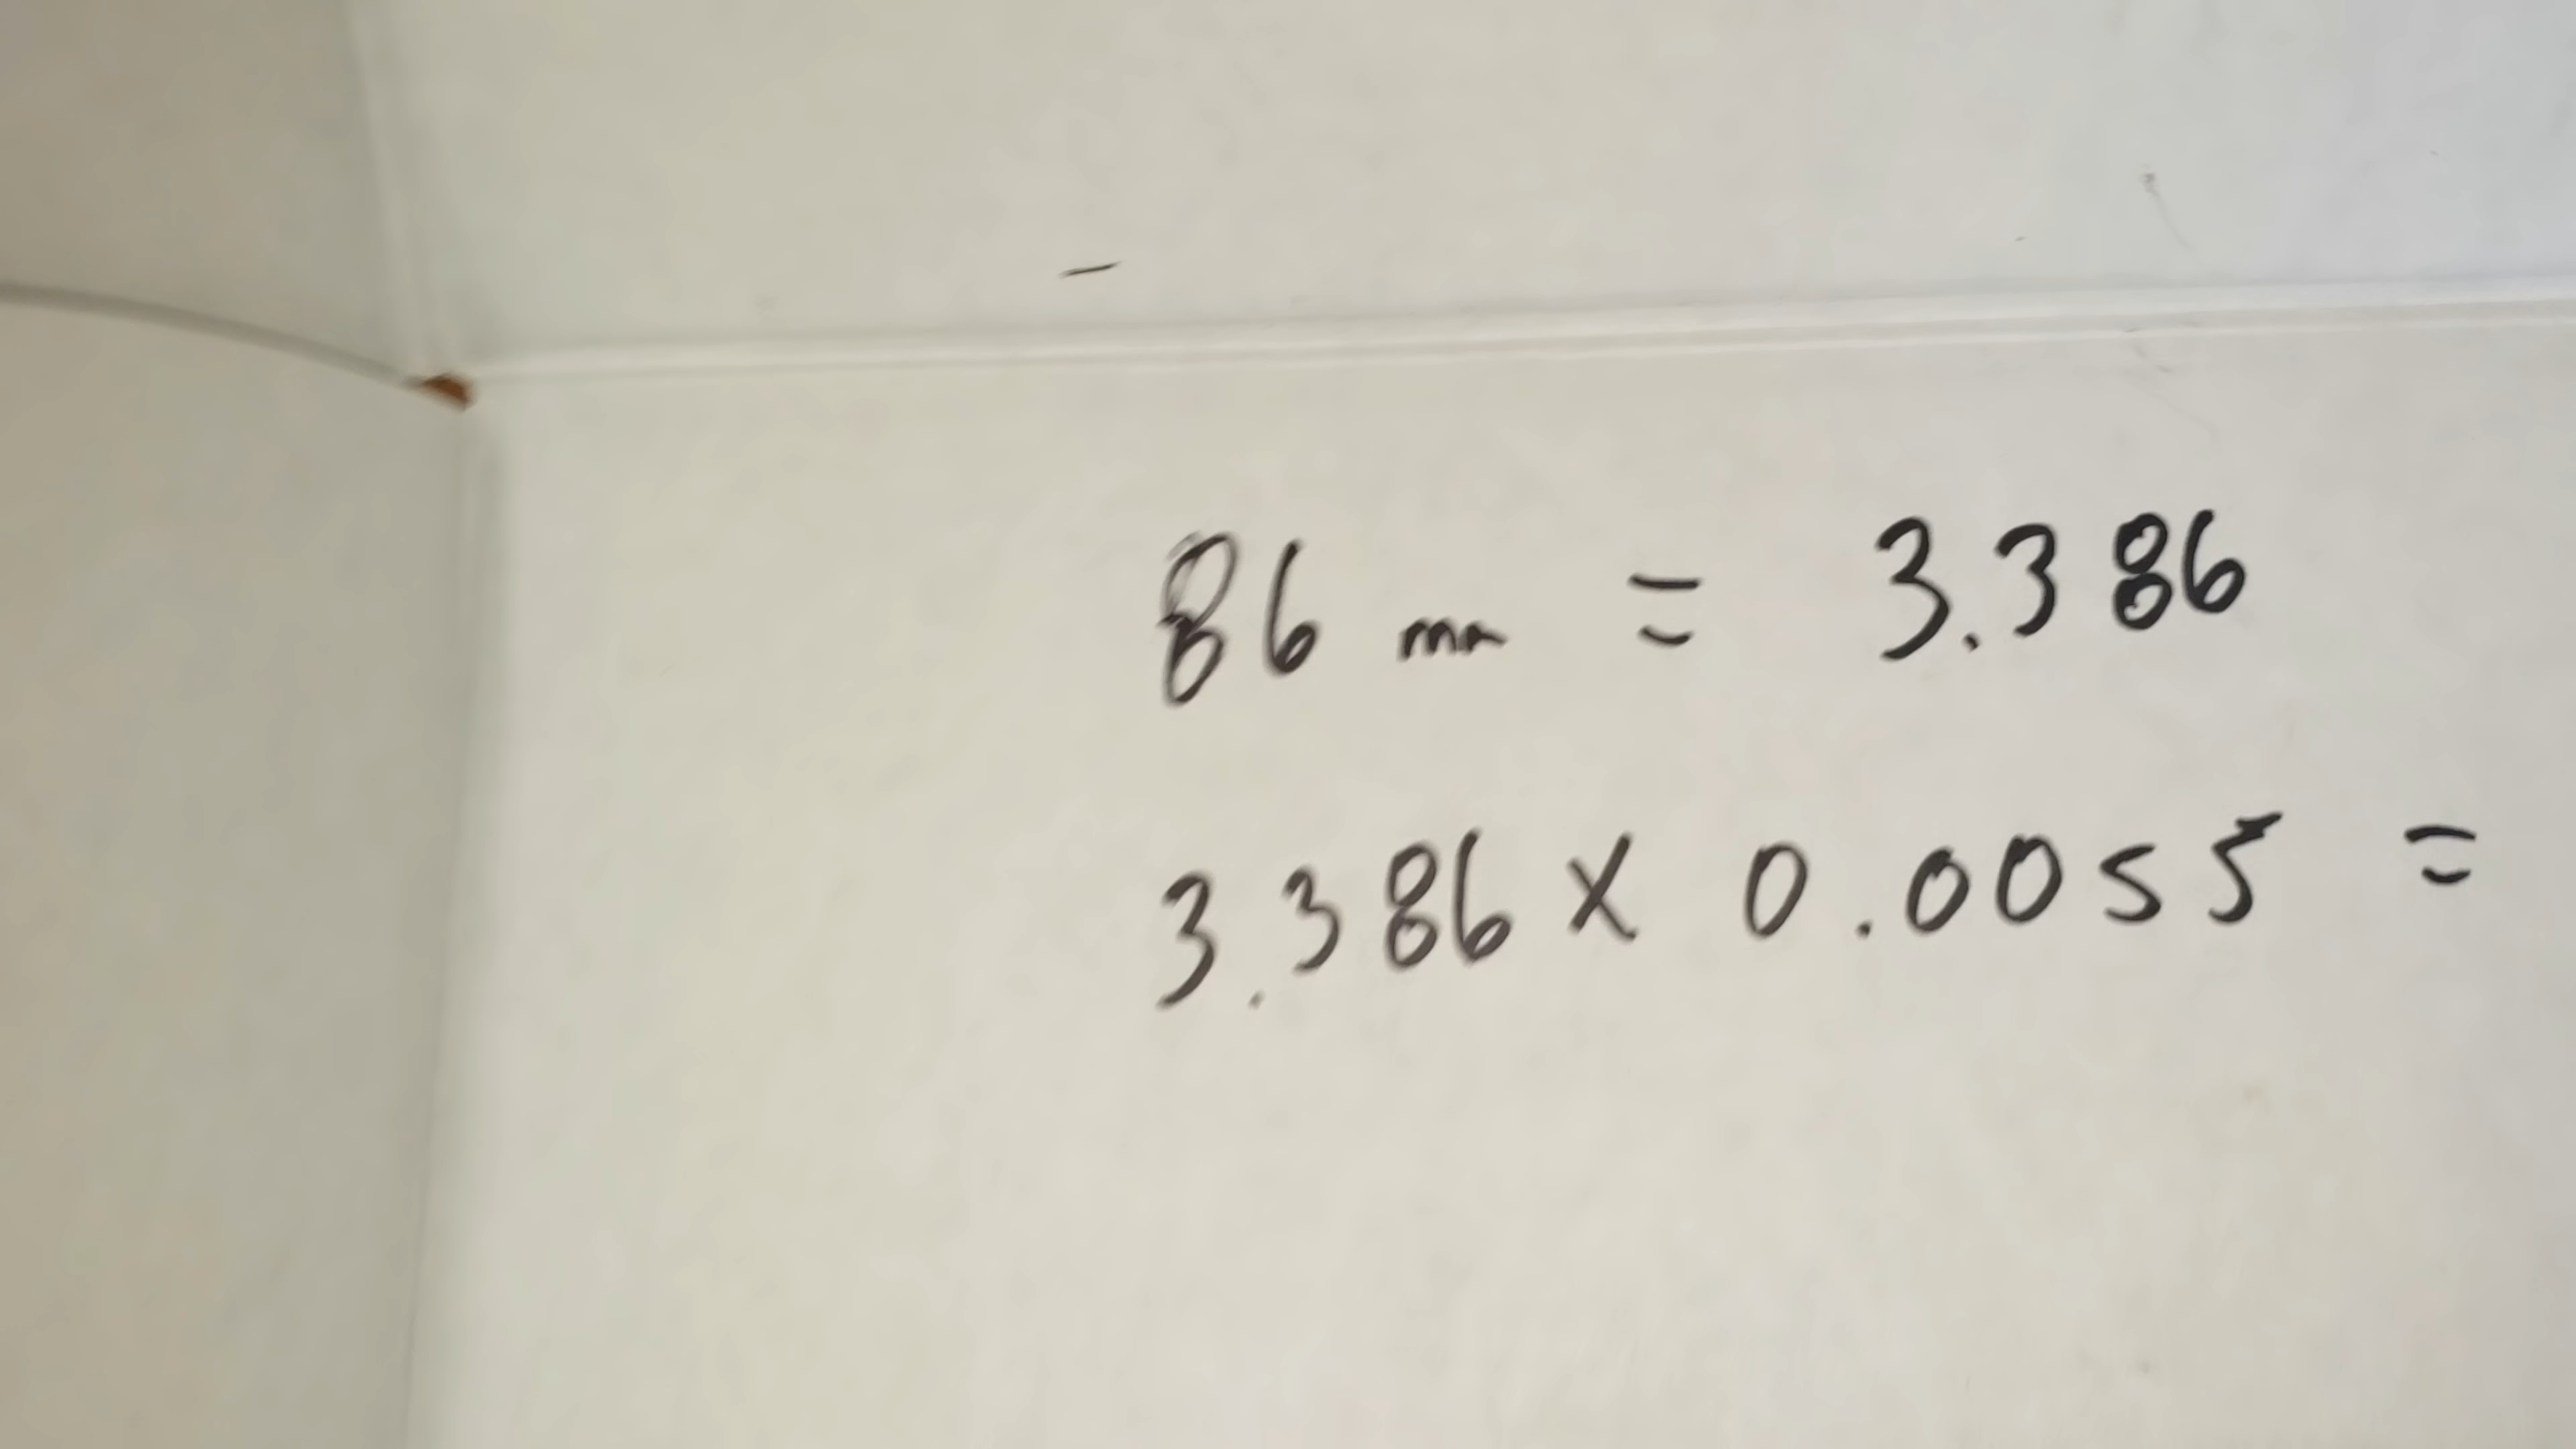 86 mm = 3.386
3.386 x 0.0055 =